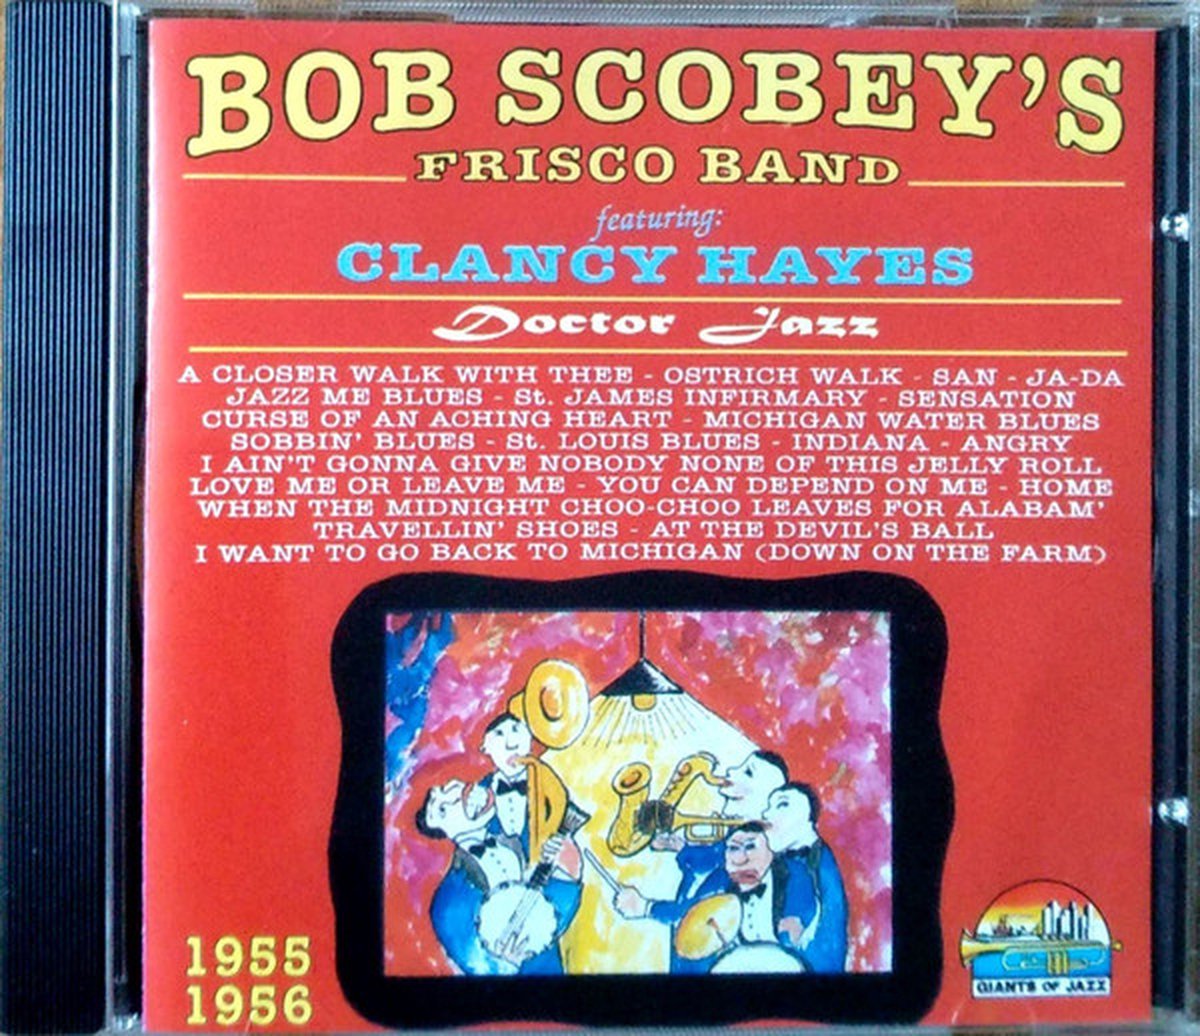 BOB SCOBEY'S
FRISCO BAND
featuring:
CLANCY HAYES
Doctor Jazz
A CLOSER WALK WITH THEE - OSTRICH WALK - SAN - JA-DA
JAZZ ME BLUES - St. JAMES INFIRMARY - SENSATION
CURSE OF AN ACHING HEART - MICHIGAN WATER BLUES
SOBBIN' BLUES - St. LOUIS BLUES - INDIANA - ANGRY
I AIN'T GONNA GIVE NOBODY NONE OF THIS JELLY ROLL
LOVE ME OR LEAVE ME - YOU CAN DEPEND ON ME - HOME
WHEN THE MIDNIGHT CHOO-CHOO LEAVES FOR ALABAM'
TRAVELLIN' SHOES - AT THE DEVIL'S BALL
I WANT TO GO BACK TO MICHIGAN (DOWN ON THE FARM)
1955
1956
GIANTS OF JAZZ